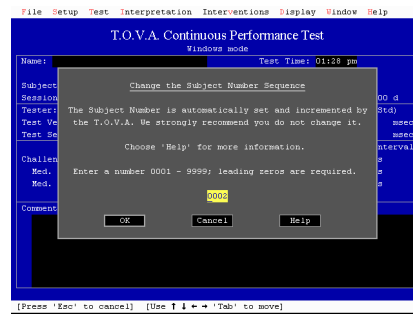 File Setup Test Interpretation Interventions Display Window Help
T.O.V.A. Continuous Performance Test
Windows mode
Name: Test Time: 01:28 pm
Subject
Change the Subject Number Sequence
Session 00 d
Tester: The Subject Number is automatically set and incremented by Std)
Test Ve the T.O.V.A. We strongly recommend you do not change it. msec
Test Se msec
Choose 'Help' for more information. nterval
Challen s
Med. Enter a number 0001 - 9999; leading zeros are required. s
Med. s
0002
Comment
OK Cancel Help
[Press 'Esc' to cancel] [Use ↑ ↓ ← → 'Tab' to move]